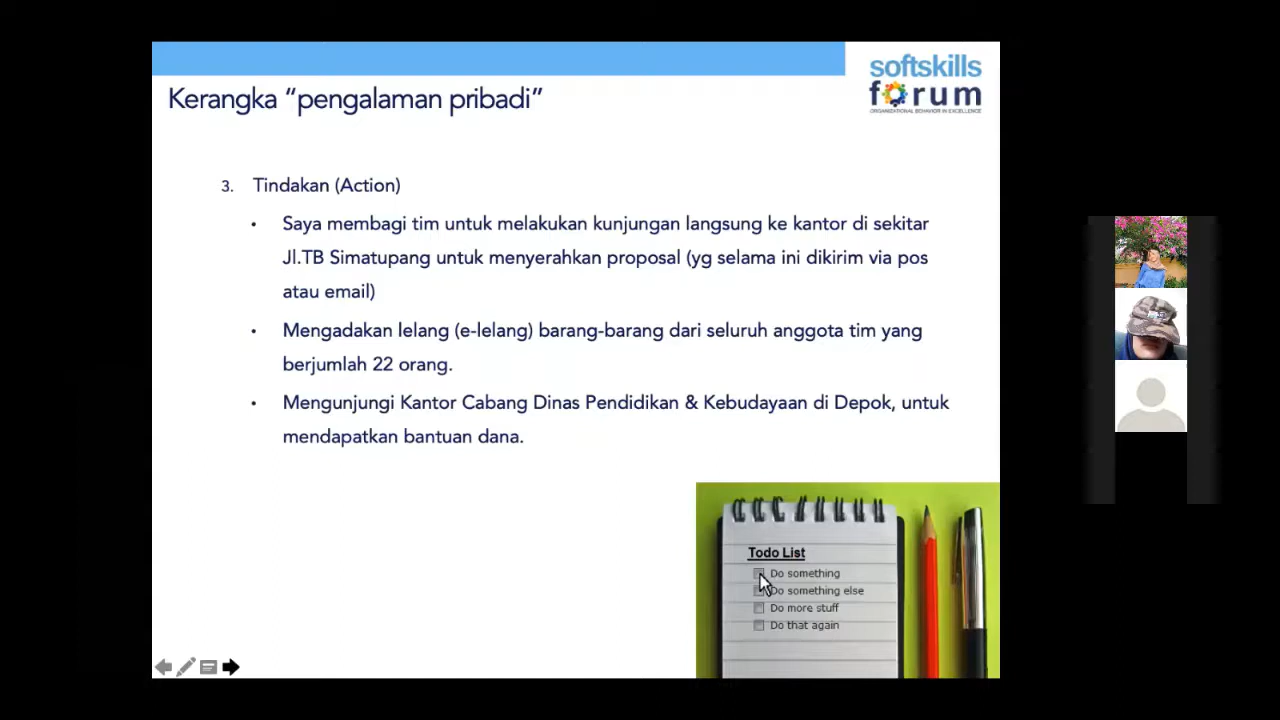 softskills
forum
ORGANIZATIONAL BEHAVIOR IN EXCELLENCE
Kerangka “pengalaman pribadi”
3. Tindakan (Action)
• Saya membagi tim untuk melakukan kunjungan langsung ke kantor di sekitar
Jl.TB Simatupang untuk menyerahkan proposal (yg selama ini dikirim via pos
atau email)
• Mengadakan lelang (e-lelang) barang-barang dari seluruh anggota tim yang
berjumlah 22 orang.
• Mengunjungi Kantor Cabang Dinas Pendidikan & Kebudayaan di Depok, untuk
mendapatkan bantuan dana.
Todo List
Do something
Do something else
Do more stuff
Do that again